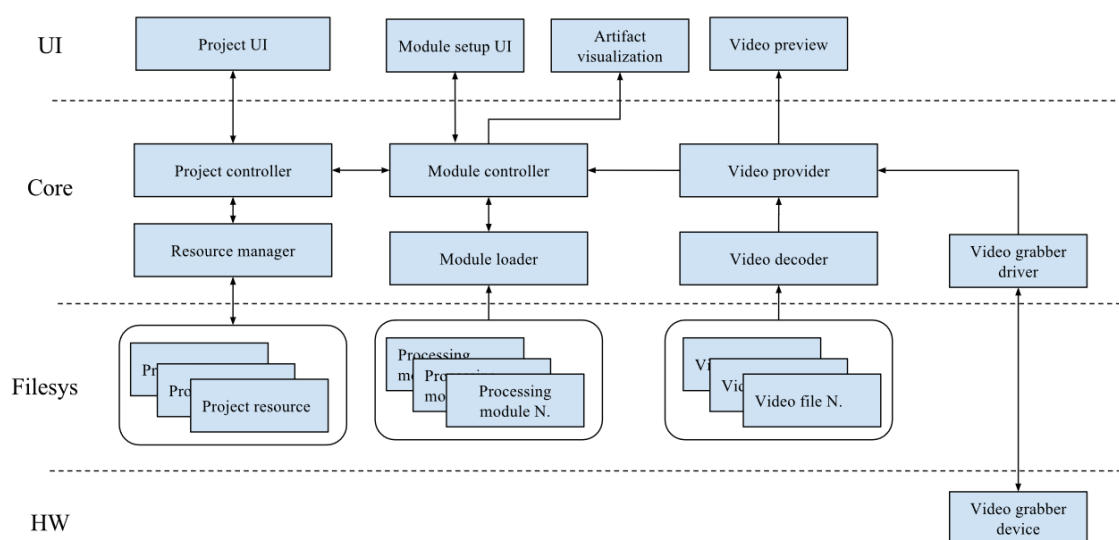 UI
Project UI
Module setup UI
Artifact
visualization
Video preview
Core
Project controller
Module controller
Video provider
Resource manager
Module loader
Video decoder
Video grabber
driver
Filesys
Project resource
Processing
Processing
module N.
Video file N.
HW
Video grabber
device